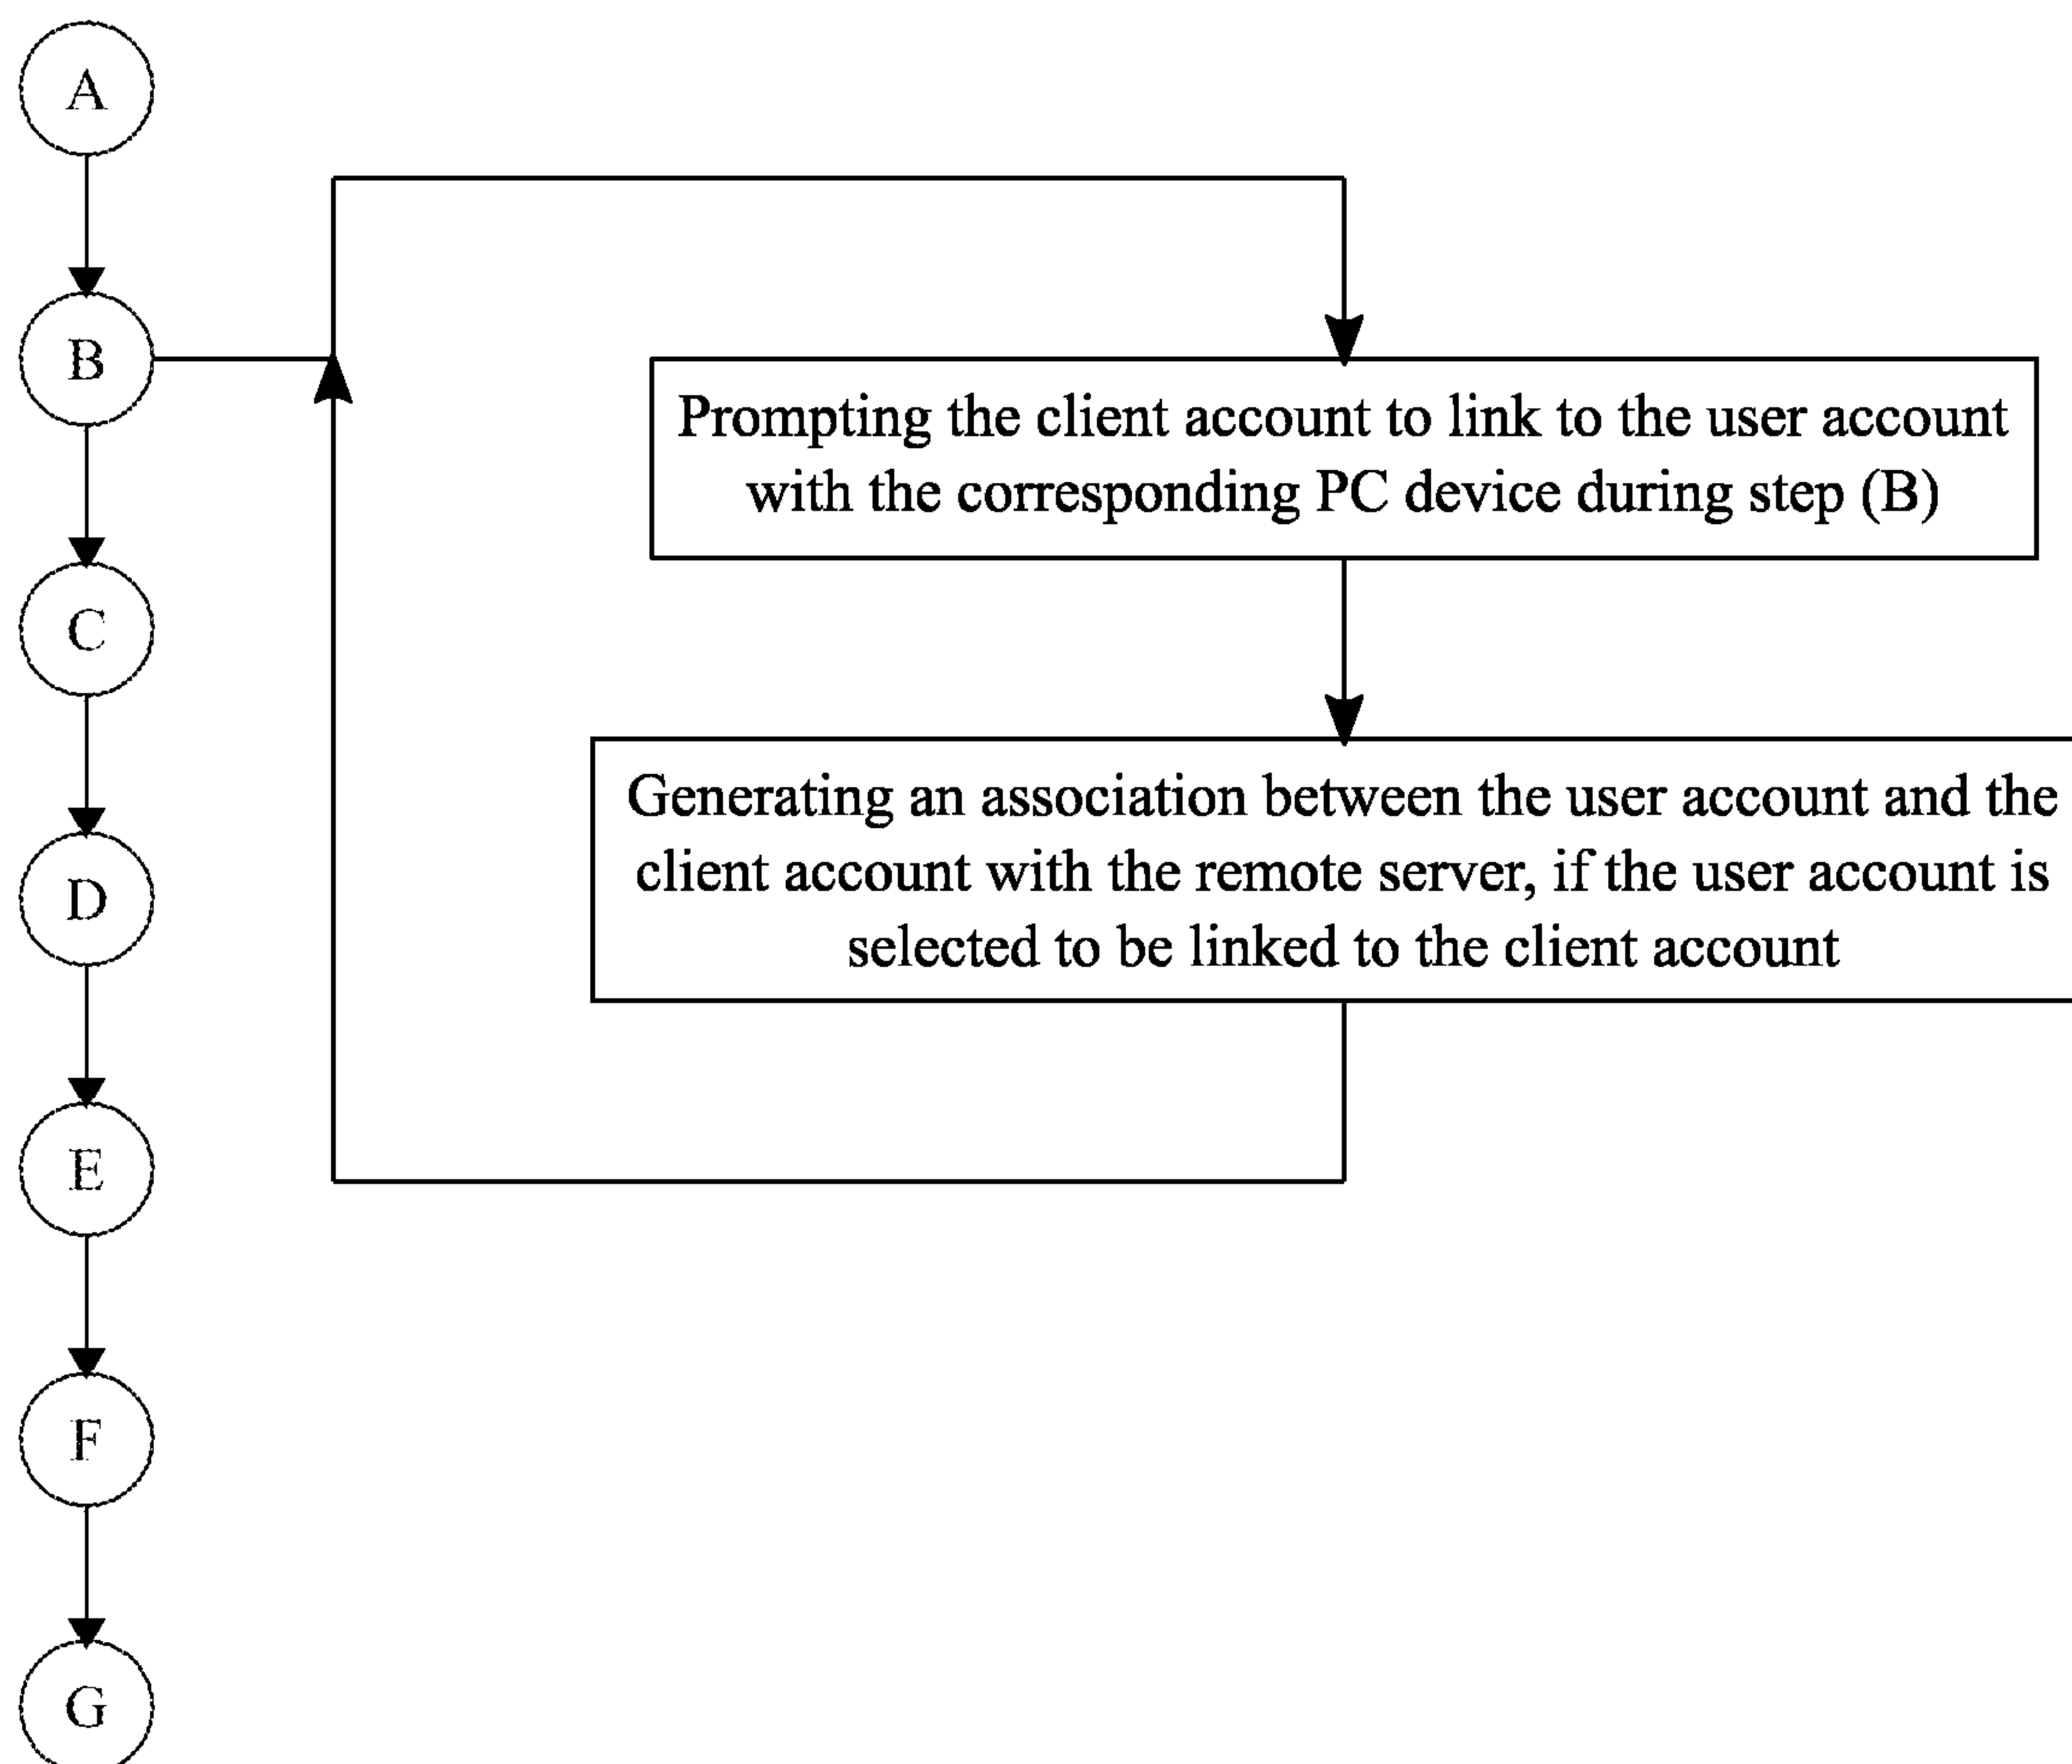 A
B
Prompting the client account to link to the user account
with the corresponding PC device during step (B)
C
Generating an association between the user account and the
client account with the remote server, if the user account is
selected to be linked to the client account
D
E
F
G